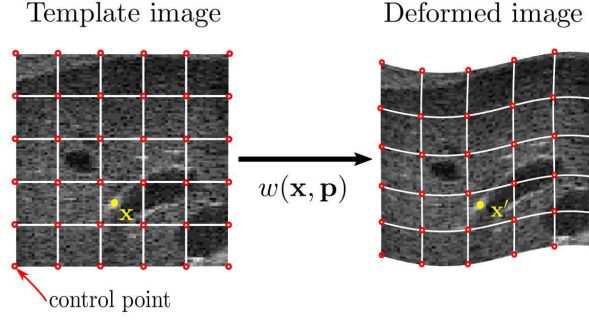 Template image
Deformed image
w(𝐱, 𝐩)
𝐱
𝐱′
control point